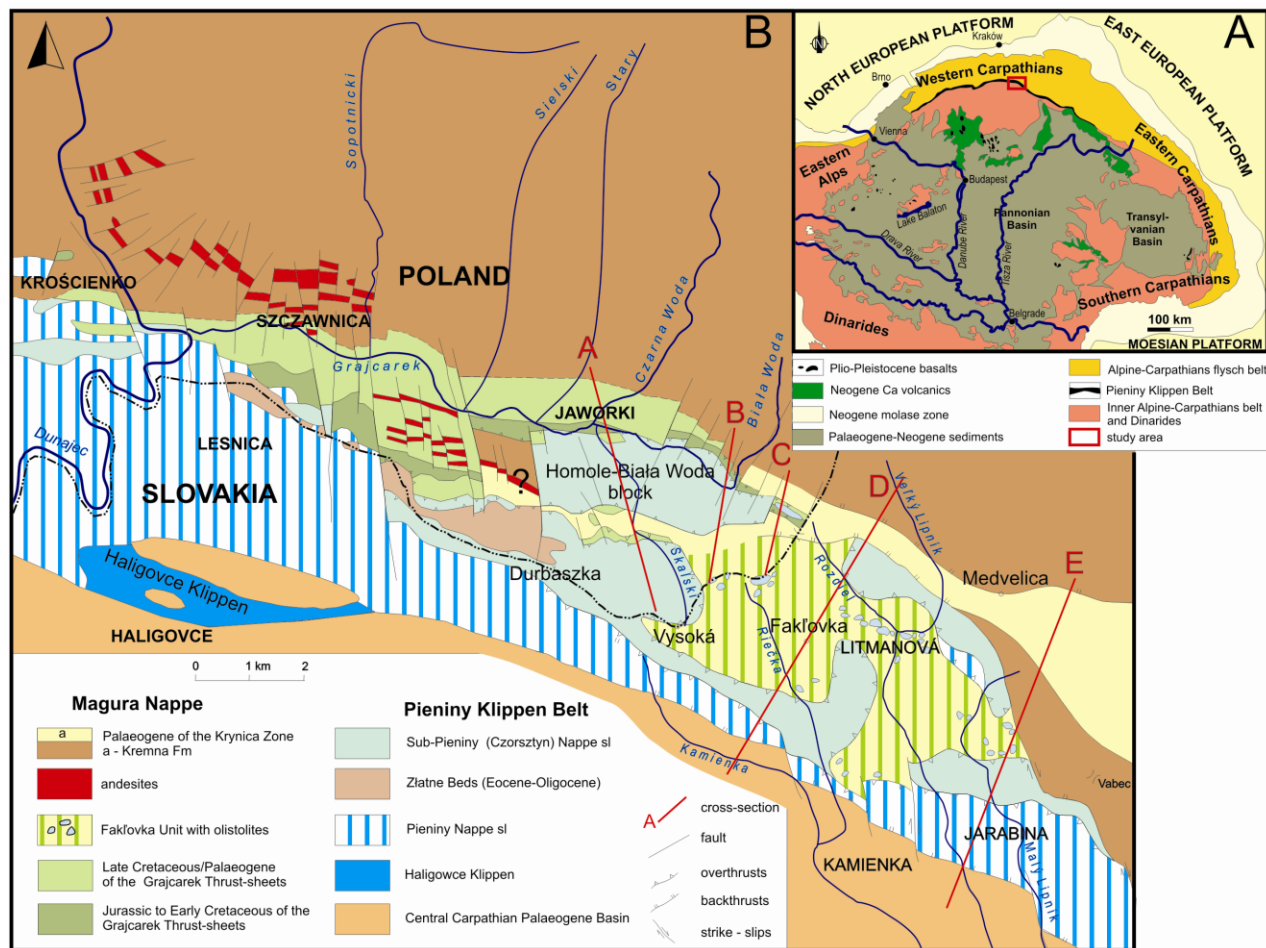 B
Sopotnicki
Sielski
Stary
KROŚCIENKO
POLAND
SZCZAWNICA
Grajcarek
A
Czarna Woda
Biała Woda
JAWORKI
B
C
D
Veľký Lipnik
Dunajec
LESNICA
SLOVAKIA
?
Homole-Biała Woda
block
Skalski
Rozdie
Medvelica
E
Haligovce Klippen
Durbaszka
Vysoká
Fakľovka
Riečka
LITMANOVÁ
HALIGOVCE
0 1 km 2
Kamienka
Vabec
JARABINA
KAMIENKA
Malý Lipnik
Magura Nappe
a
Palaeogene of the Krynica Zone
a - Kremna Fm
andesites
Fakľovka Unit with olistolites
Late Cretaceous/Palaeogene
of the Grajcarek Thrust-sheets
Jurassic to Early Cretaceous of the
Grajcarek Thrust-sheets
Pieniny Klippen Belt
Sub-Pieniny (Czorsztyn) Nappe sl
Złatne Beds (Eocene-Oligocene)
Pieniny Nappe sl
Haligowce Klippen
Central Carpathian Palaeogene Basin
A
cross-section
fault
overthrusts
backthrusts
strike - slips
A
N
NORTH EUROPEAN PLATFORM
EAST EUROPEAN PLATFORM
Kraków
Brno
Western Carpathians
Vienna
Eastern
Alps
Budapest
Eastern Carpathians
Lake Balaton
Pannonian
Basin
Transyl-
vanian
Basin
Drava River
Danube River
Tisza River
Southern Carpathians
Belgrade
Dinarides
100 km
MOESIAN PLATFORM
Plio-Pleistocene basalts
Neogene Ca volcanics
Neogene molase zone
Palaeogene-Neogene sediments
Alpine-Carpathians flysch belt
Pieniny Klippen Belt
Inner Alpine-Carpathians belt
and Dinarides
study area